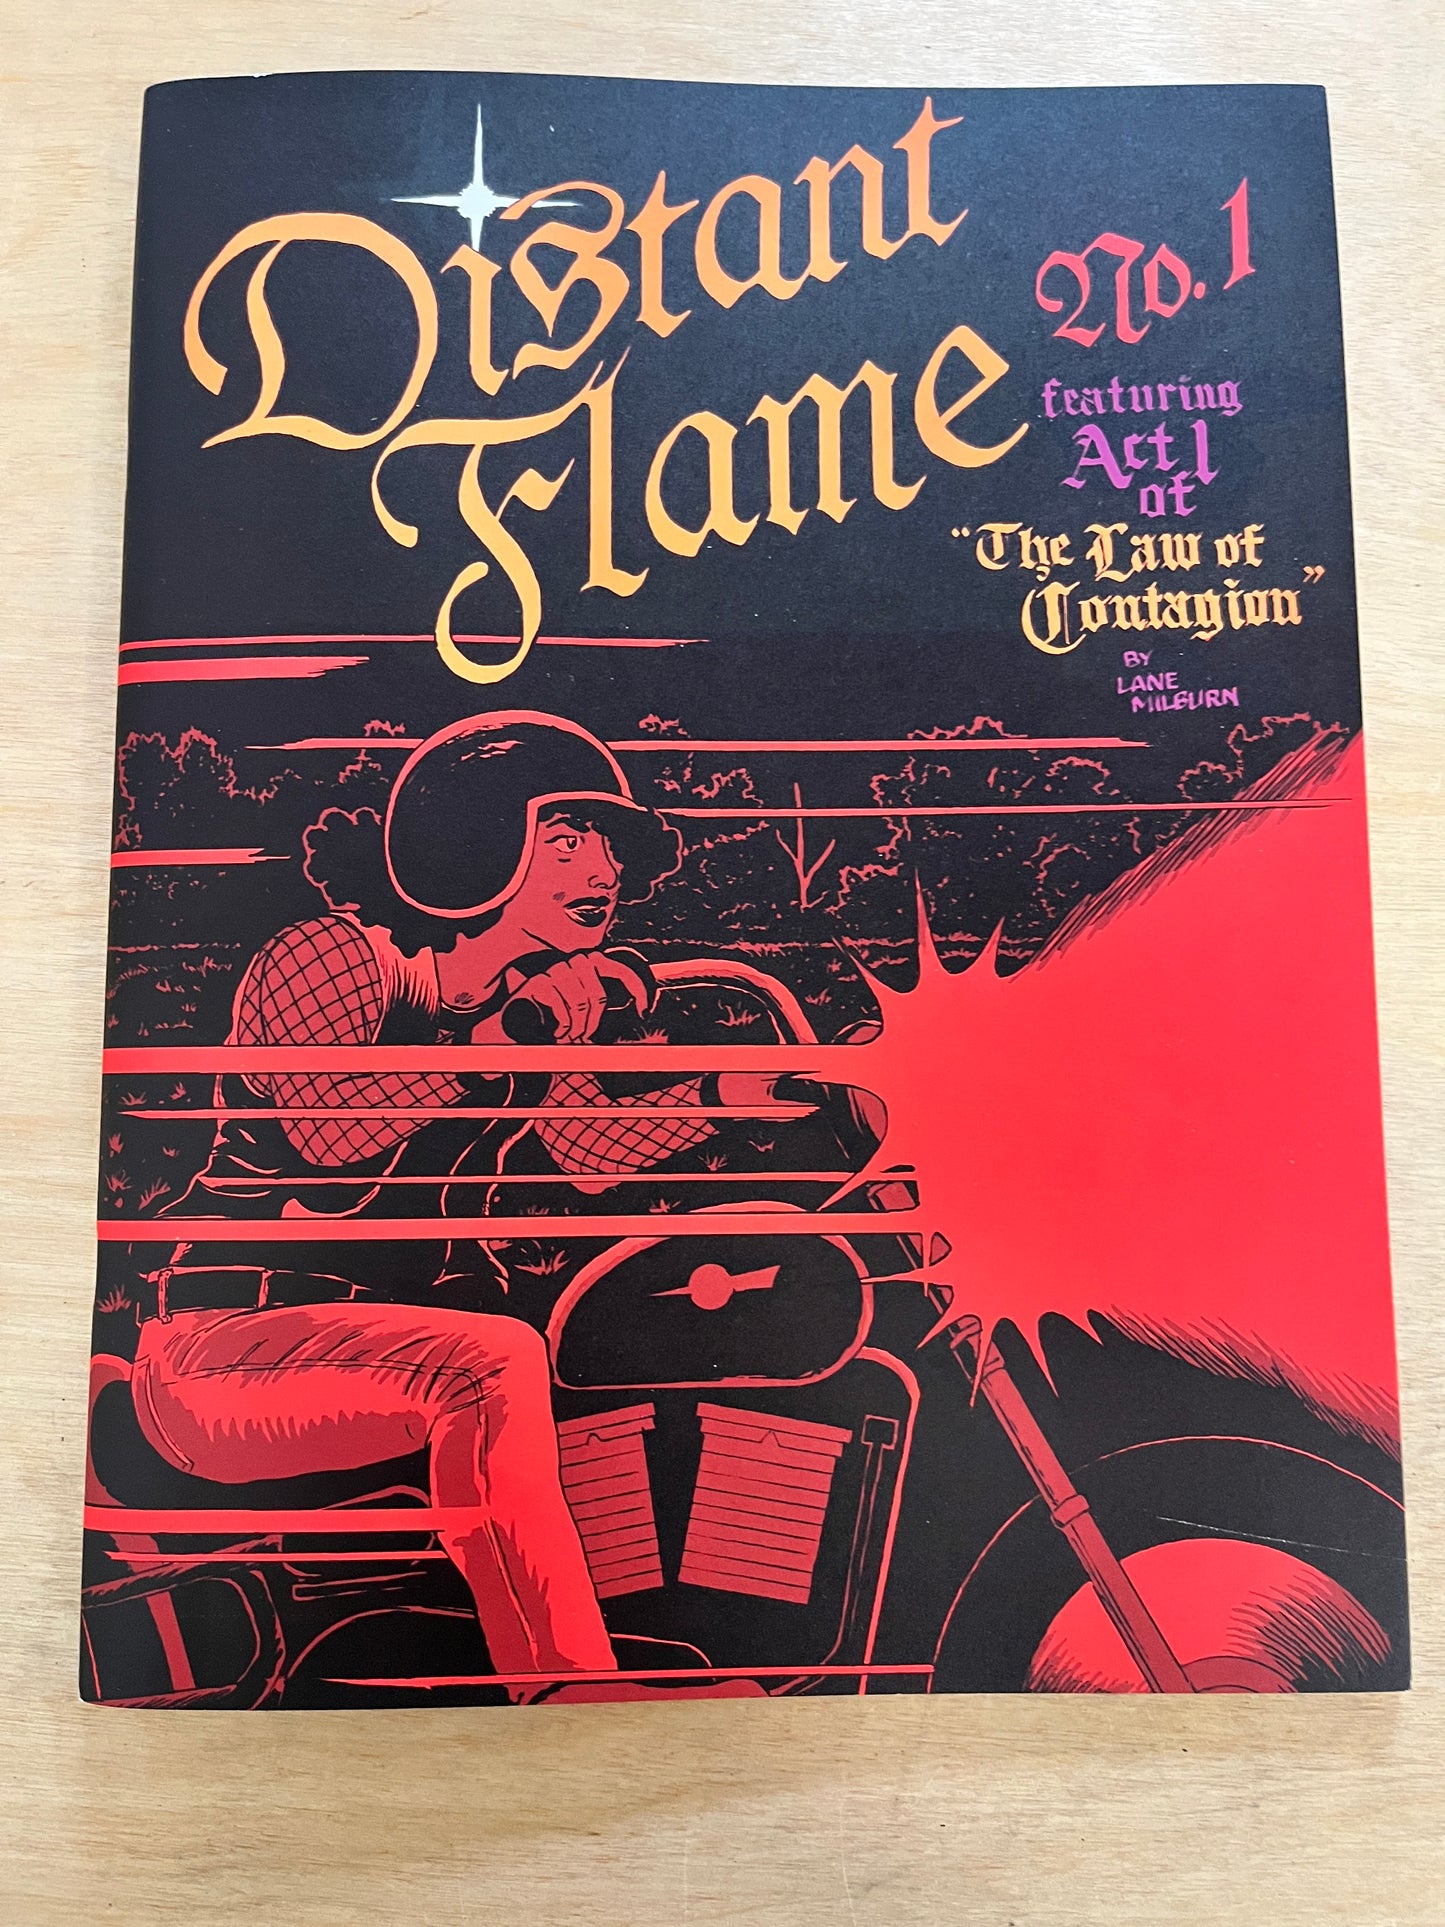 Distant
Flame
No. 1
featuring
Act 1
of
"The Law of
Contagion"
BY
LANE
MILBURN